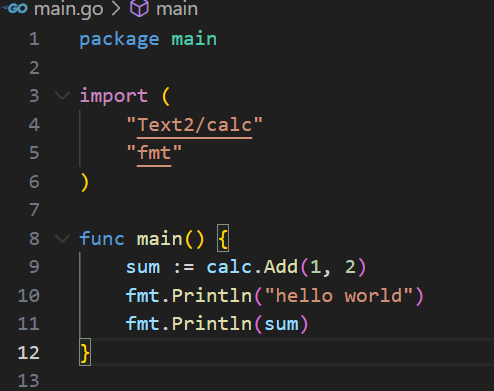 GO main.go > main
1 package main
2
3 import (
4     "Text2/calc"
5     "fmt"
6 )
7
8 func main() {
9     sum := calc.Add(1, 2)
10     fmt.Println("hello world")
11     fmt.Println(sum)
12 }
13